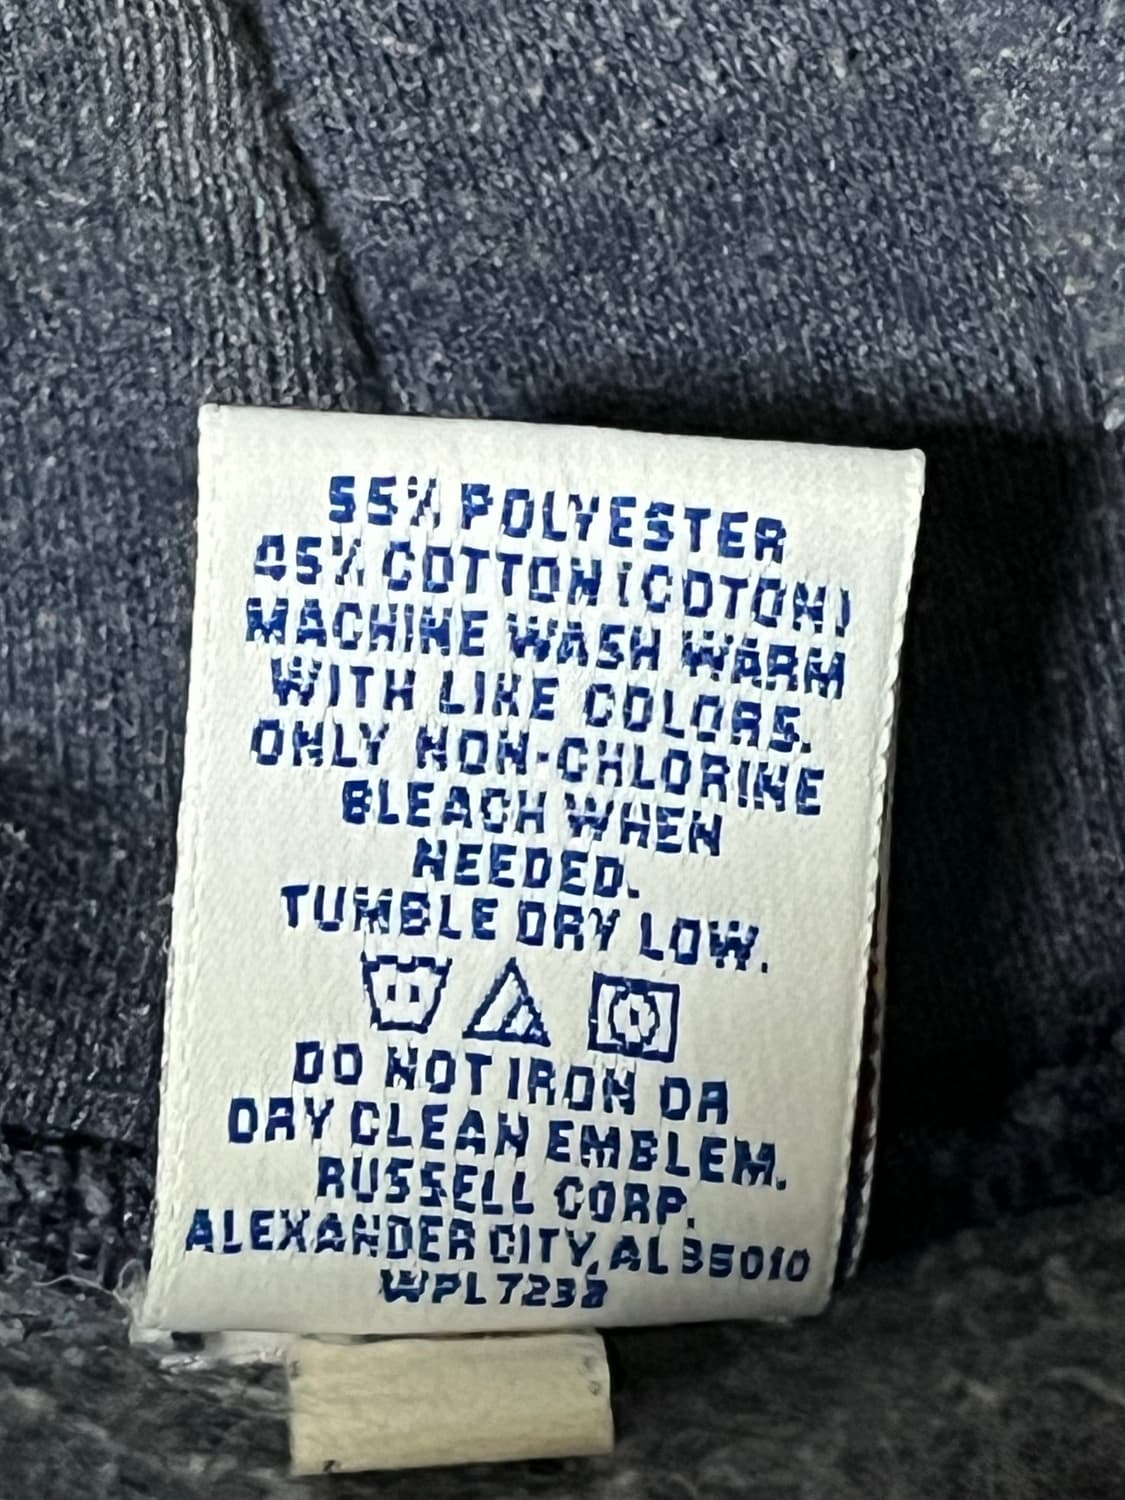 55% POLYESTER
45% COTTON (COTON)
MACHINE WASH WARM
WITH LIKE COLORS.
ONLY NON-CHLORINE
BLEACH WHEN
NEEDED.
TUMBLE DRY LOW.
DO NOT IRON OR
DRY CLEAN EMBLEM.
RUSSELL CORP.
ALEXANDER CITY, AL 35010
WPL 7238